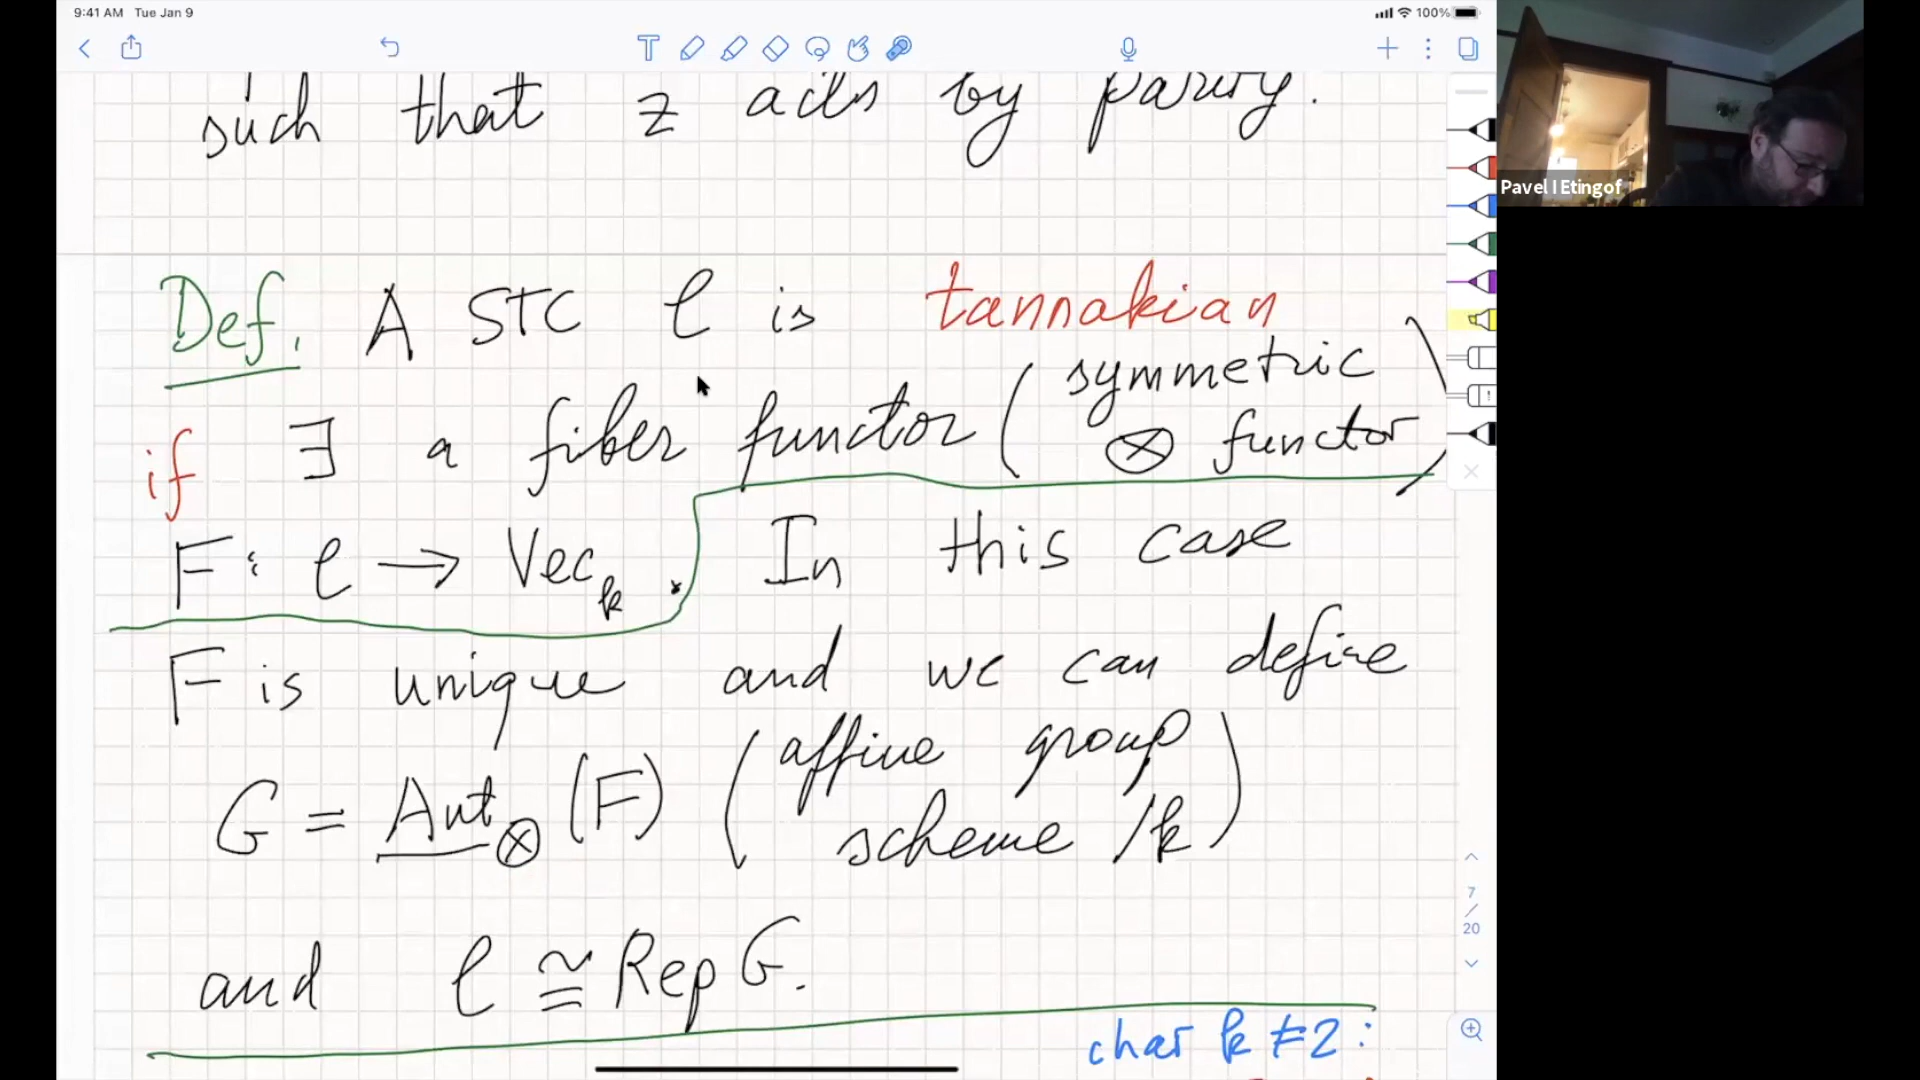 9:41 AM Tue Jan 9
100%
such that z acts by parity.
Pavel I Etingof
Def. A STC C is tannakian
if ∃ a fiber functor (symmetric ⊗ functor)
F: C → Vec_k. In this case
F is unique and we can define
G = Aut_⊗ (F) (affine group scheme /k)
and C ≅ Rep G.
char k ≠ 2:
7
/
20